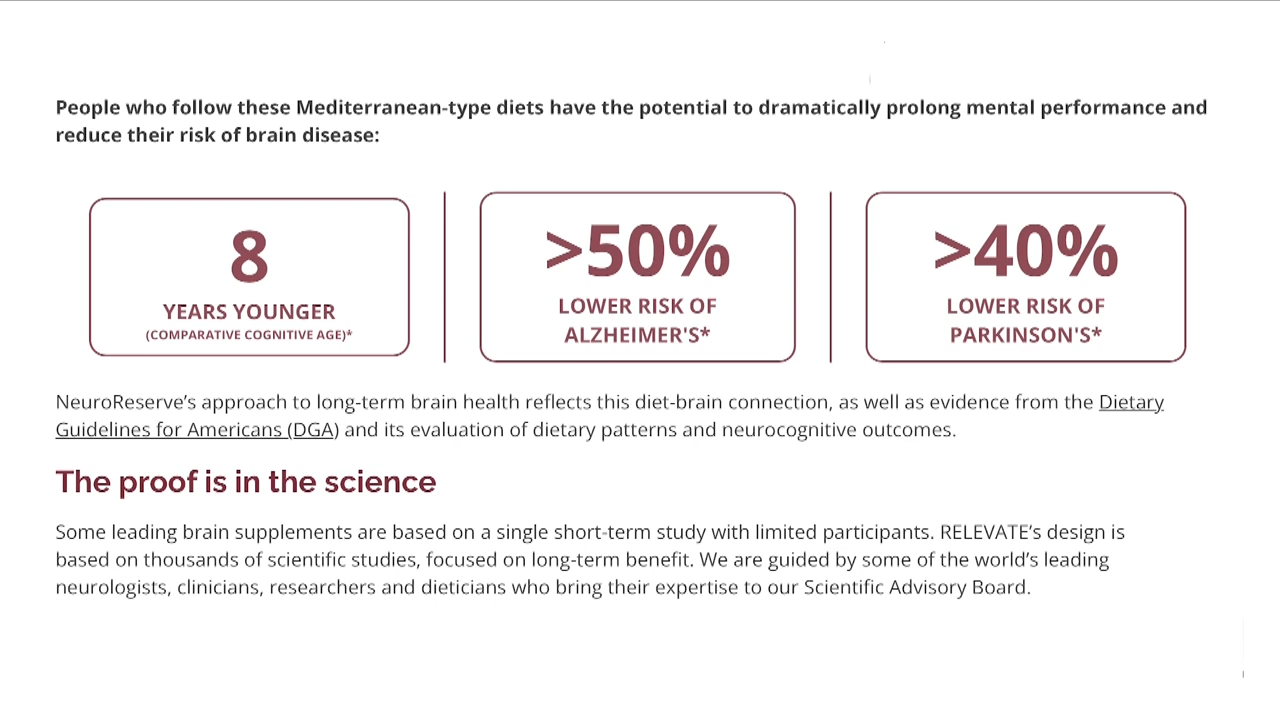 People who follow these Mediterranean-type diets have the potential to dramatically prolong mental performance and
reduce their risk of brain disease:
8
YEARS YOUNGER
(COMPARATIVE COGNITIVE AGE)*
>50%
LOWER RISK OF
ALZHEIMER'S*
>40%
LOWER RISK OF
PARKINSON'S*
NeuroReserve’s approach to long-term brain health reflects this diet-brain connection, as well as evidence from the Dietary
Guidelines for Americans (DGA) and its evaluation of dietary patterns and neurocognitive outcomes.
The proof is in the science
Some leading brain supplements are based on a single short-term study with limited participants. RELEVATE’s design is
based on thousands of scientific studies, focused on long-term benefit. We are guided by some of the world’s leading
neurologists, clinicians, researchers and dieticians who bring their expertise to our Scientific Advisory Board.